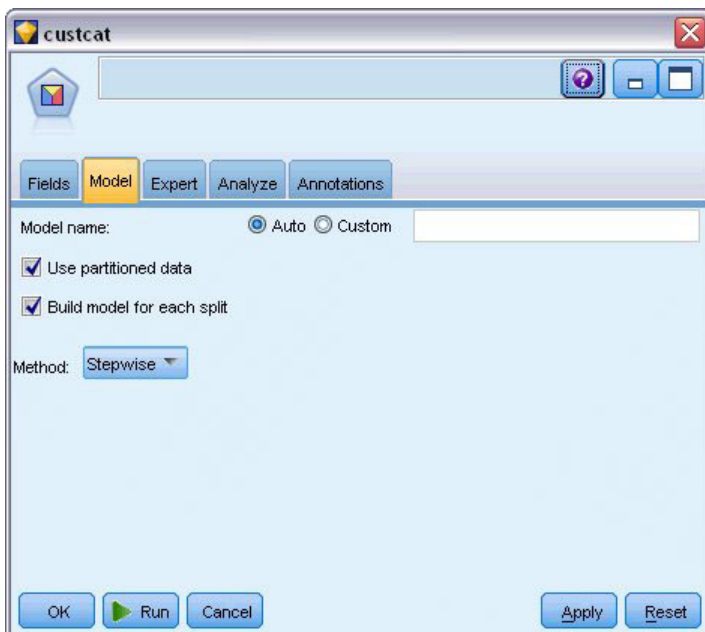 custcat
Fields Model Expert Analyze Annotations
Model name: Auto Custom
Use partitioned data
Build model for each split
Method: Stepwise
OK Run Cancel Apply Reset